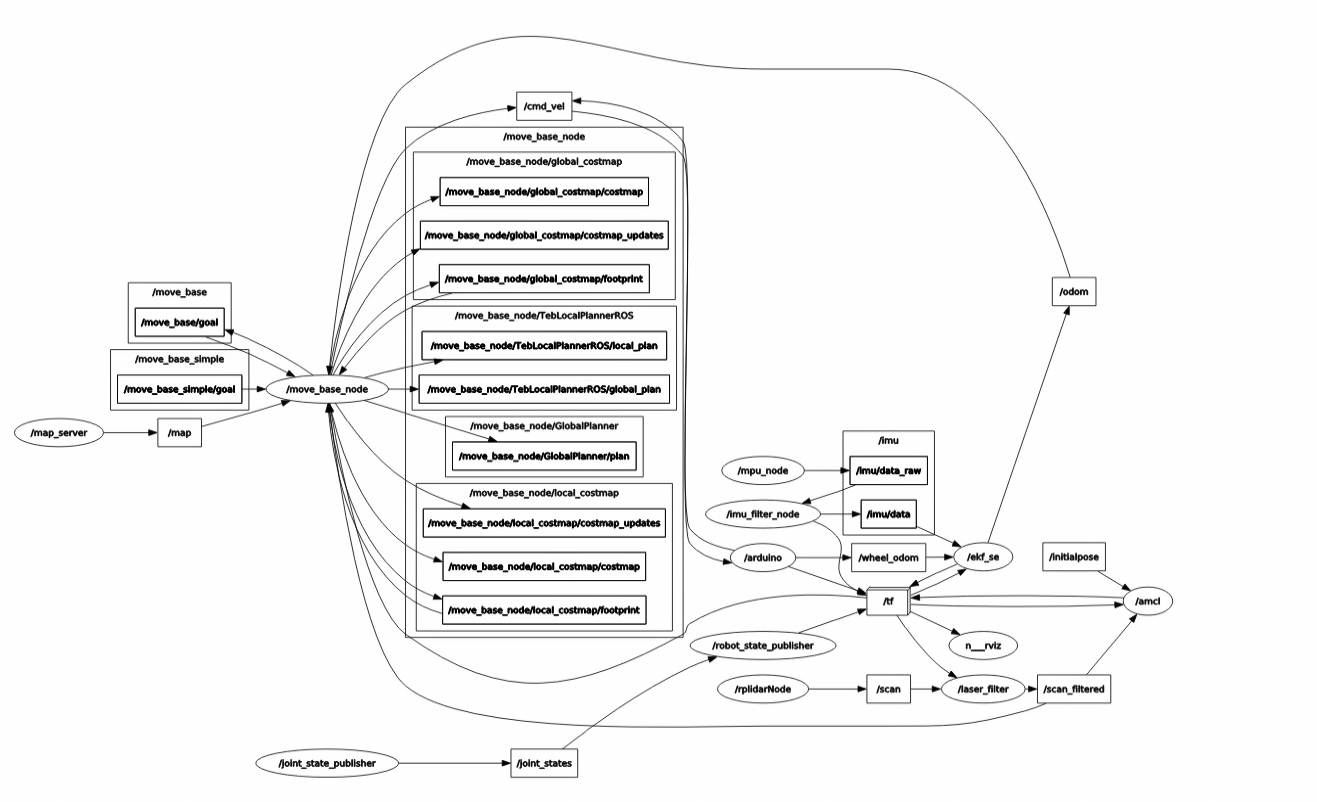 /cmd_vel
/move_base_node
/move_base_node/global_costmap
/move_base_node/global_costmap/costmap
/move_base_node/global_costmap/costmap_updates
/move_base_node/global_costmap/footprint
/move_base
/move_base/goal
/odom
/move_base_node/TebLocalPlannerROS
/move_base_node/TebLocalPlannerROS/local_plan
/move_base_simple
/move_base_simple/goal
/move_base_node
/move_base_node/TebLocalPlannerROS/global_plan
/map_server
/map
/move_base_node/GlobalPlanner
/move_base_node/GlobalPlanner/plan
/imu
/mpu_node
/imu/data_raw
/move_base_node/local_costmap
/move_base_node/local_costmap/costmap_updates
/imu_filter_node
/imu/data
/move_base_node/local_costmap/costmap
/arduino
/wheel_odom
/ekf_se
/initialpose
/move_base_node/local_costmap/footprint
/tf
/amcl
/robot_state_publisher
n___rviz
/rplidarNode
/scan
/laser_filter
/scan_filtered
/joint_state_publisher
/joint_states